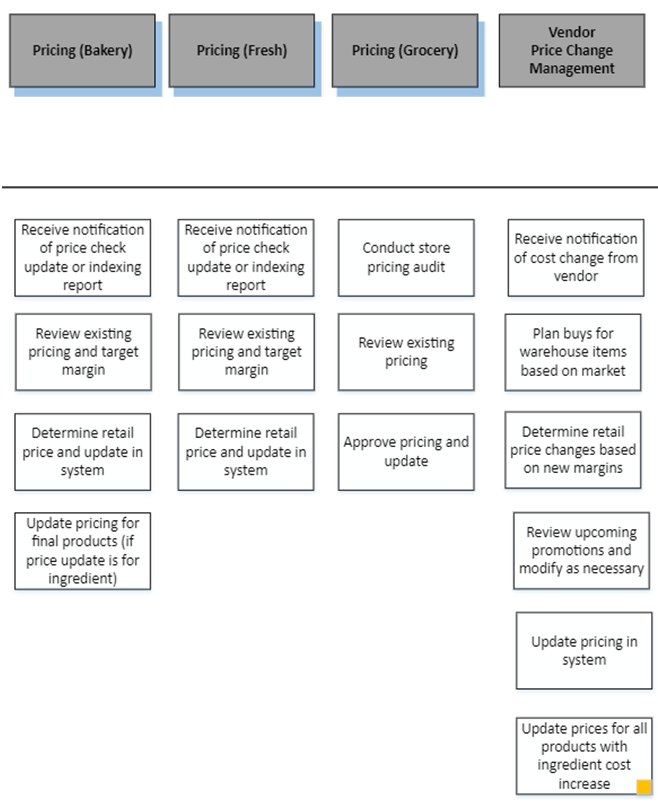 Pricing (Bakery)
Pricing (Fresh)
Pricing (Grocery)
Vendor
Price Change
Management
Receive notification
of price check
update or indexing
report
Receive notification
of price check
update or indexing
report
Conduct store
pricing audit
Receive notification
of cost change from
vendor
Review existing
pricing and target
margin
Review existing
pricing and target
margin
Review existing
pricing
Plan buys for
warehouse items
based on market
Determine retail
price and update in
system
Determine retail
price and update in
system
Approve pricing and
update
Determine retail
price changes based
on new margins
Update pricing for
final products (if
price update is for
ingredient)
Review upcoming
promotions and
modify as necessary
Update pricing in
system
Update prices for all
products with
ingredient cost
increase